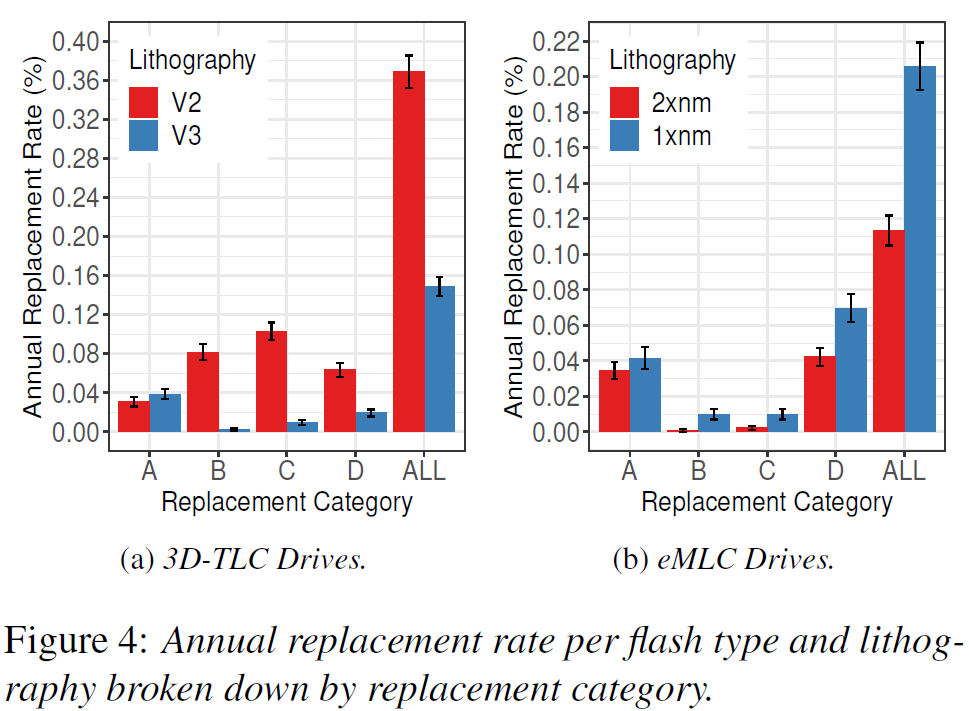 Annual Replacement Rate (%)
0.40
0.36
0.32
0.28
0.24
0.20
0.16
0.12
0.08
0.04
0.00
Lithography
V2
V3
A B C D ALL
Replacement Category
(a) 3D-TLC Drives.
Annual Replacement Rate (%)
0.22
0.20
0.18
0.16
0.14
0.12
0.10
0.08
0.06
0.04
0.02
0.00
Lithography
2xnm
1xnm
A B C D ALL
Replacement Category
(b) eMLC Drives.
Figure 4: Annual replacement rate per flash type and lithog-
raphy broken down by replacement category.